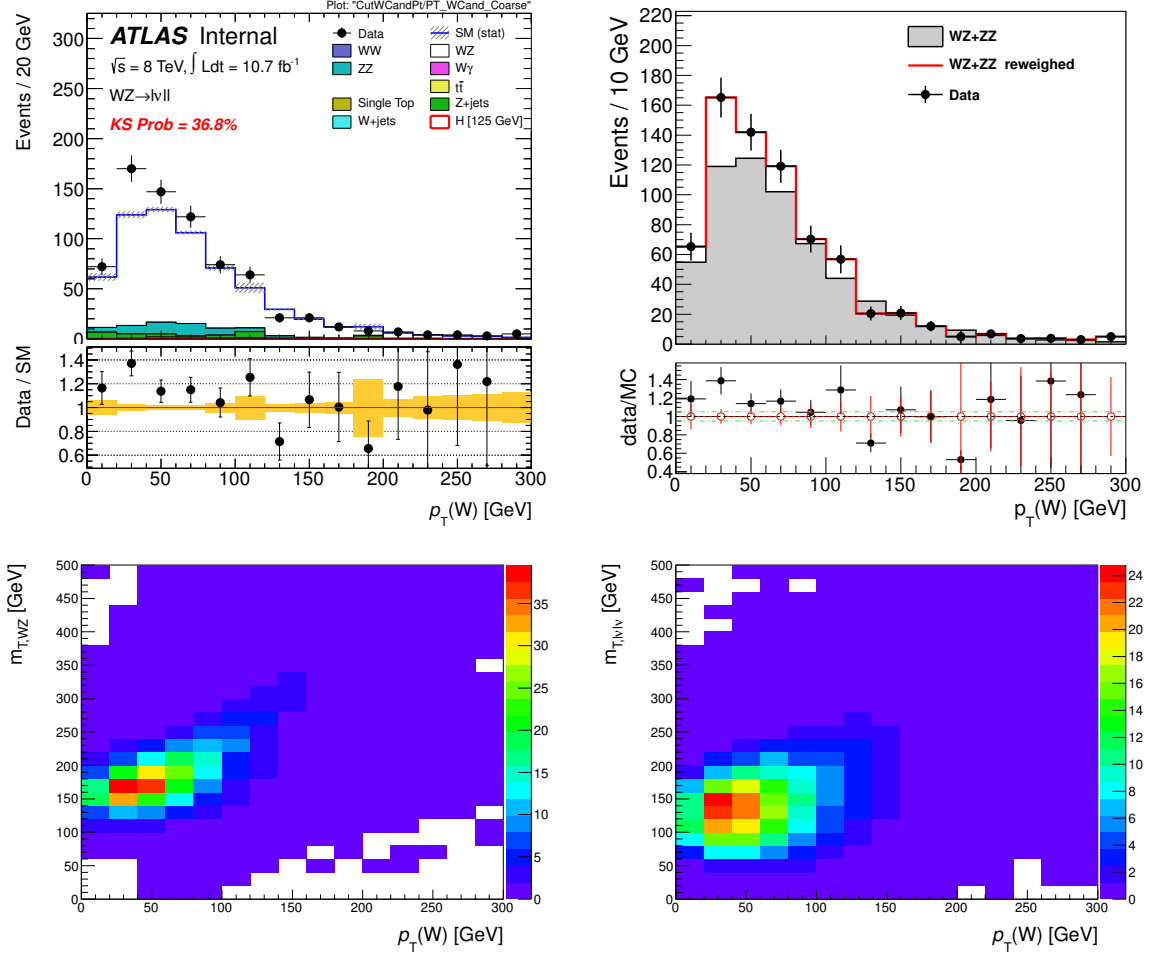 Plot: "CutWCandPt/PT_WCand_Coarse"
Events / 20 GeV
300
250
200
150
100
50
0
ATLAS Internal
√s = 8 TeV, ∫ Ldt = 10.7 fb⁻¹
WZ→lνll
KS Prob = 36.8%
Data
SM (stat)
WW
WZ
ZZ
Wγ
tt̄
Single Top
Z+jets
W+jets
H [125 GeV]
Data / SM
1.4
1.2
1
0.8
0.6
0 50 100 150 200 250 300
p_T(W) [GeV]
Events / 10 GeV
220
200
180
160
140
120
100
80
60
40
20
0
WZ+ZZ
WZ+ZZ reweighed
Data
data/MC
1.4
1.2
1
0.8
0.6
0.4
0 50 100 150 200 250 300
p_T(W) [GeV]
m_T,WZ [GeV]
500
450
400
350
300
250
200
150
100
50
0
0 50 100 150 200 250 300
p_T(W) [GeV]
35
30
25
20
15
10
5
0
m_T,lνlν [GeV]
500
450
400
350
300
250
200
150
100
50
0
0 50 100 150 200 250 300
p_T(W) [GeV]
24
22
20
18
16
14
12
10
8
6
4
2
0